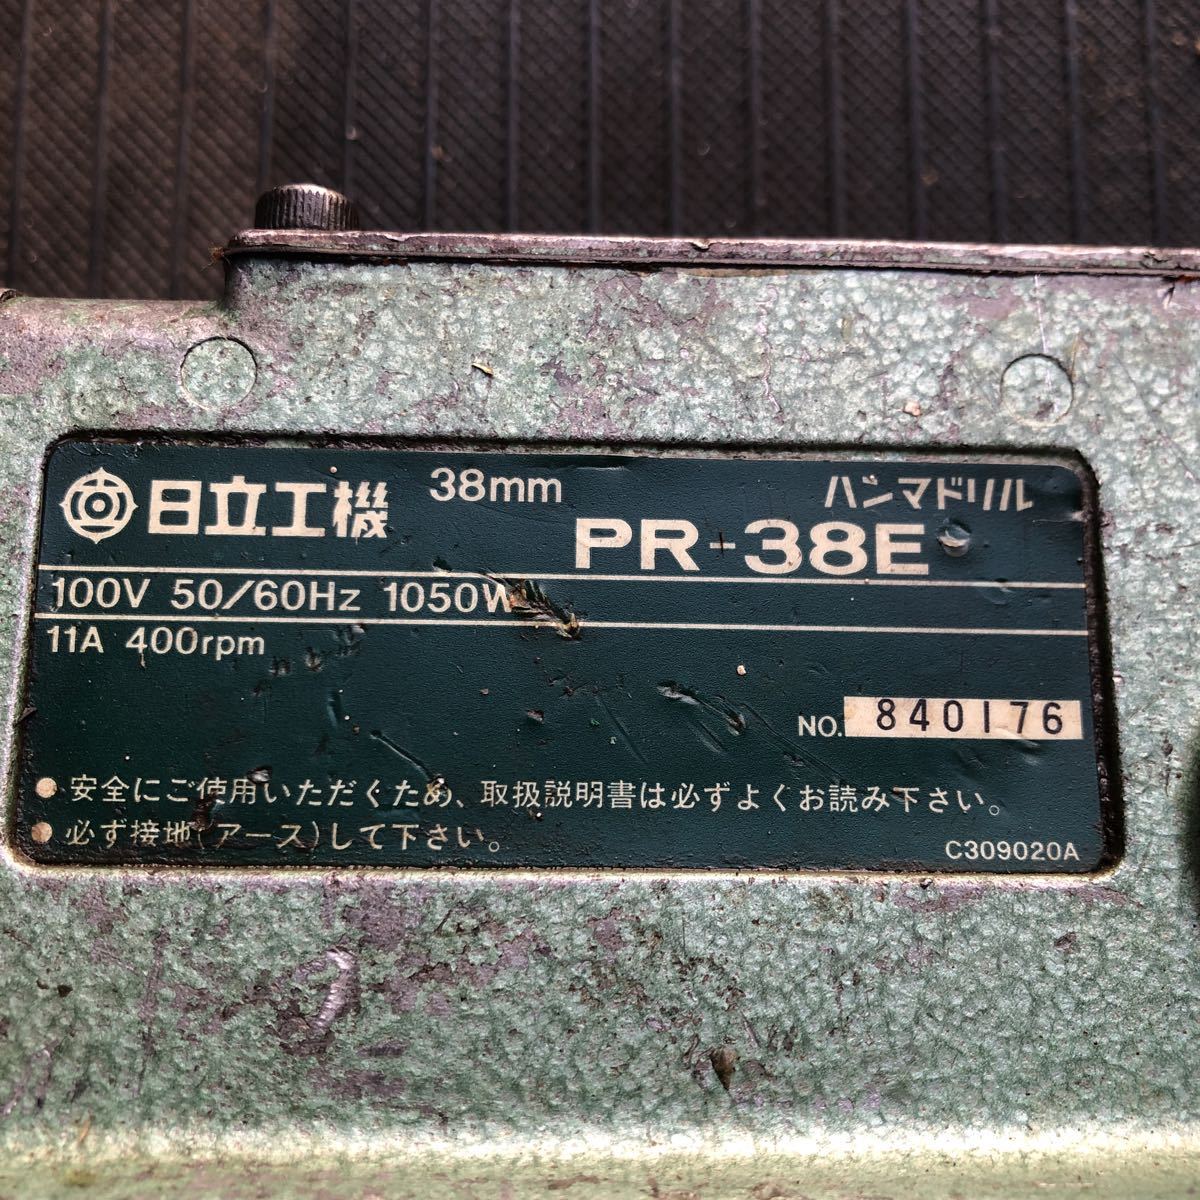 日立工機 38mm ハンマドリル
PR-38E
100V 50/60Hz 1050W
11A 400rpm
NO. 840176
●安全にご使用いただくため、取扱説明書は必ずよくお読み下さい。
●必ず接地(アース)して下さい。
C309020A